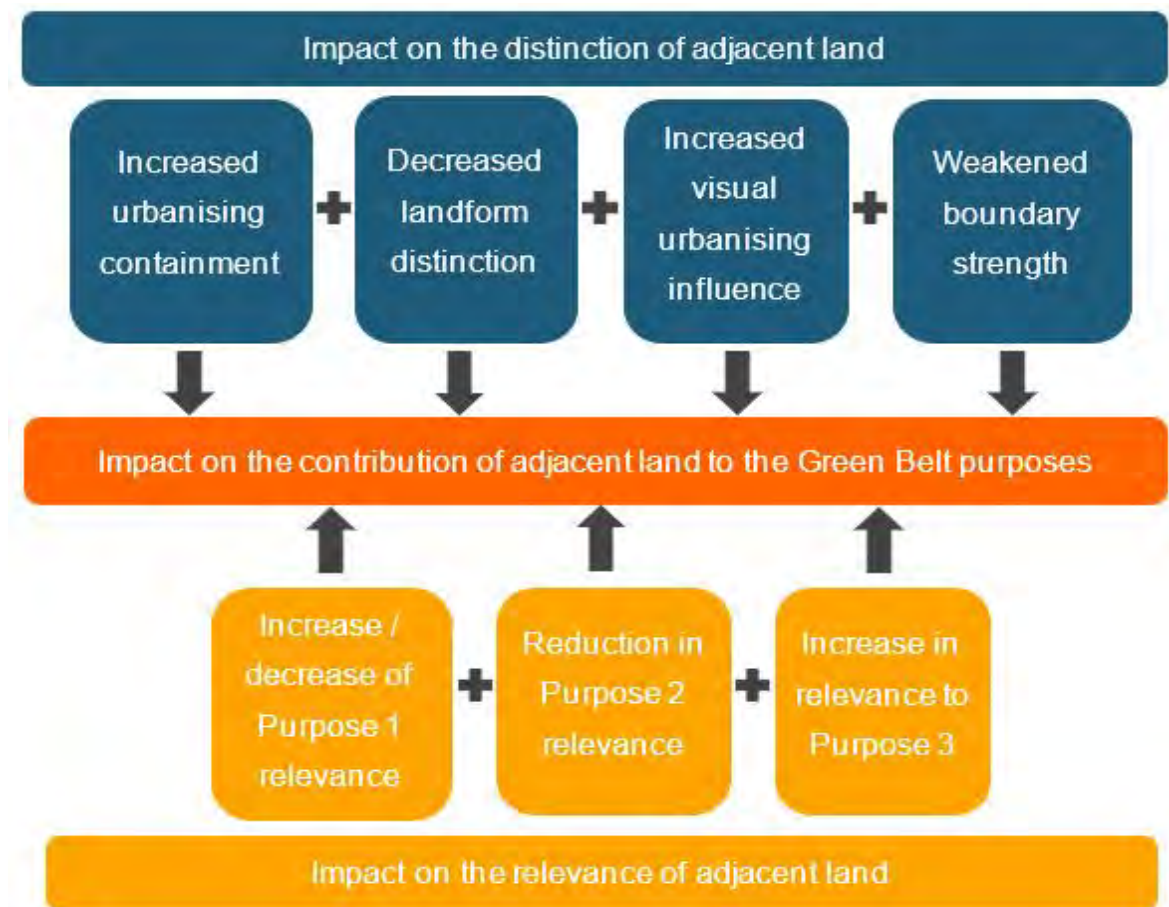 Impact on the distinction of adjacent land
Increased
urbanising
containment
Decreased
landform
distinction
Increased
visual
urbanising
influence
Weakened
boundary
strength
Impact on the contribution of adjacent land to the Green Belt purposes
Increase /
decrease of
Purpose 1
relevance
Reduction in
Purpose 2
relevance
Increase in
relevance to
Purpose 3
Impact on the relevance of adjacent land